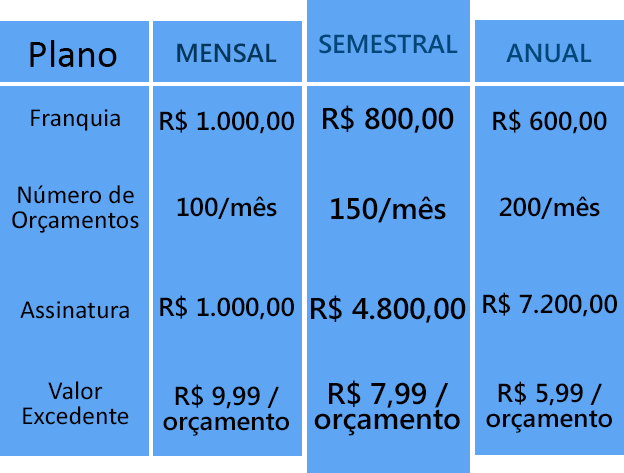 Plano MENSAL SEMESTRAL ANUAL
Franquia R$ 1.000,00 R$ 800,00 R$ 600,00
Número de
Orçamentos 100/mês 150/mês 200/mês
Assinatura R$ 1.000,00 R$ 4.800,00 R$ 7.200,00
Valor R$ 9,99 / R$ 7,99 / R$ 5,99 /
Excedente orçamento orçamento orçamento